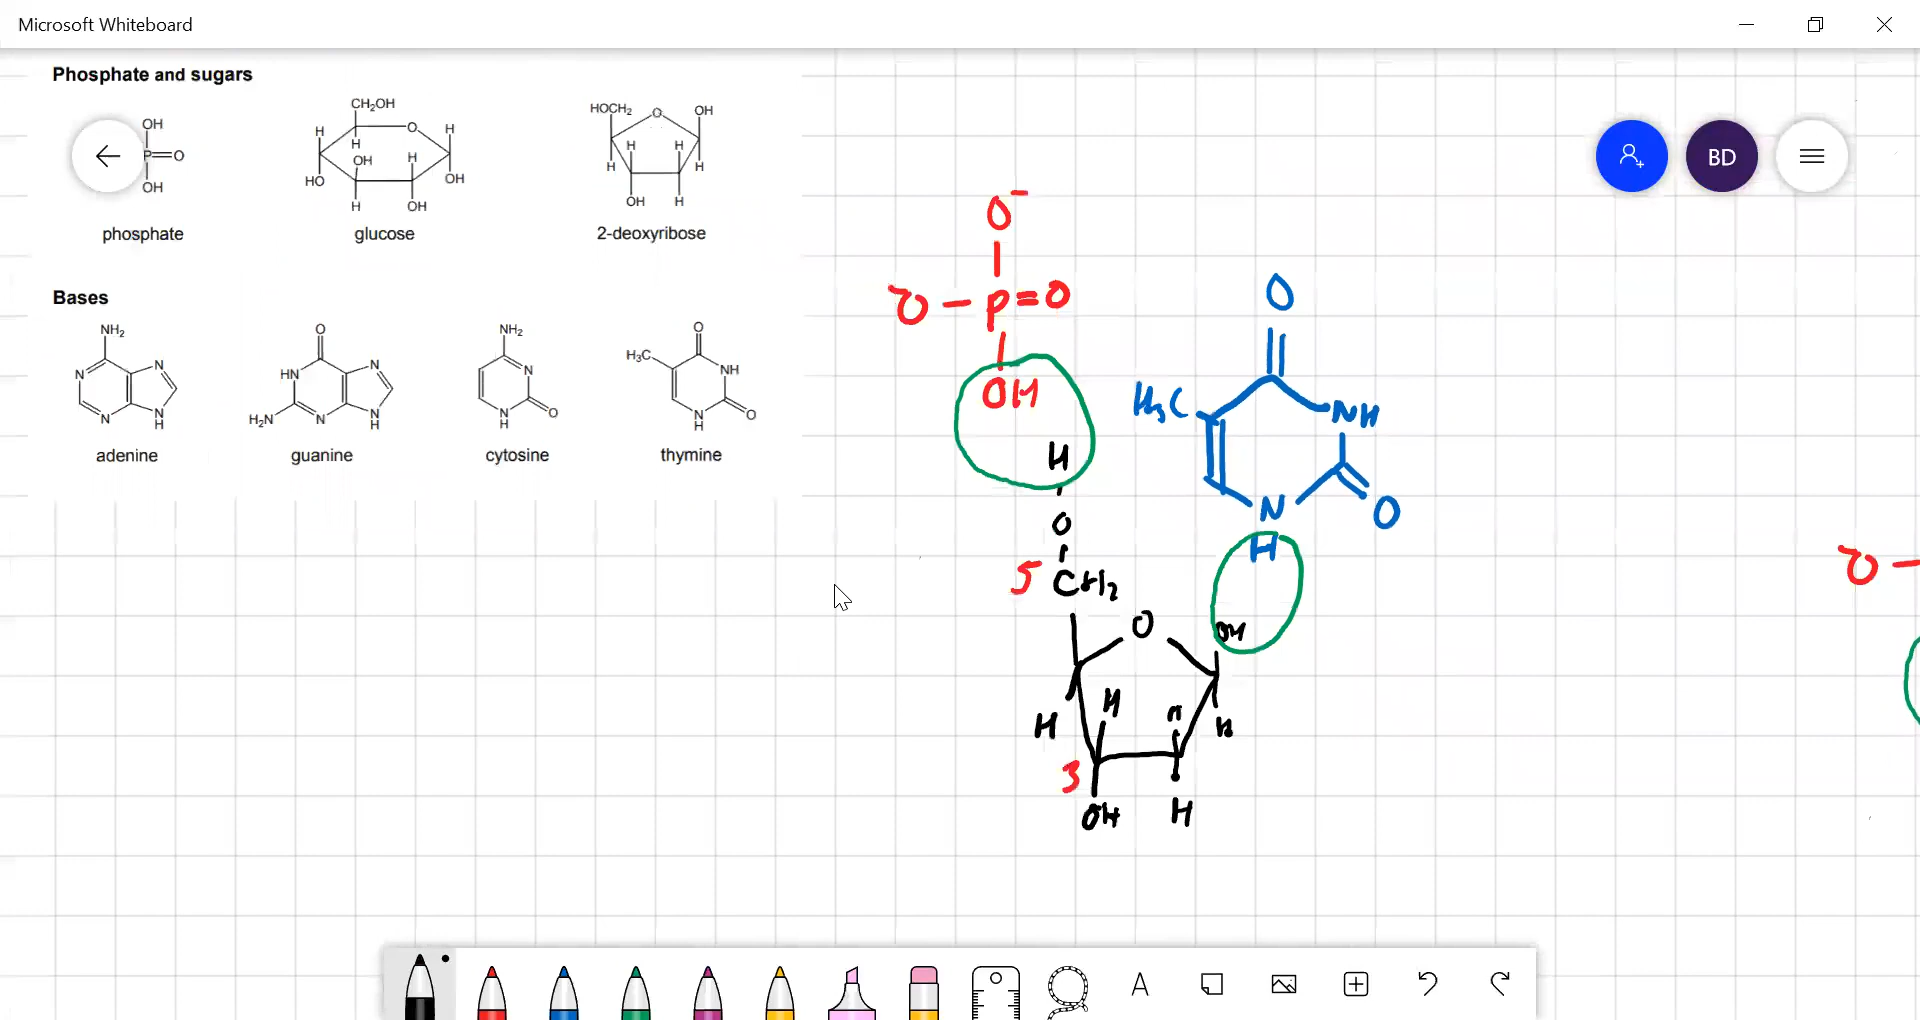 Microsoft Whiteboard
Phosphate and sugars
OH
P=O
OH
phosphate
CH₂OH
O
H
H
H
OH
H
HO
OH
H
OH
glucose
HOCH₂
O
OH
H
H
H
H
OH
H
2-deoxyribose
Bases
NH₂
N
N
N
N
H
adenine
O
HN
N
H₂N
N
N
H
guanine
NH₂
N
N
H
O
cytosine
O
H₃C
NH
N
H
O
thymine
BD
O⁻
O - P = O
OH
H
O
5 CH₂
O
OH
H
H
H
H
3
OH
H
O
H₃C
NH
N
H
O
O -
A